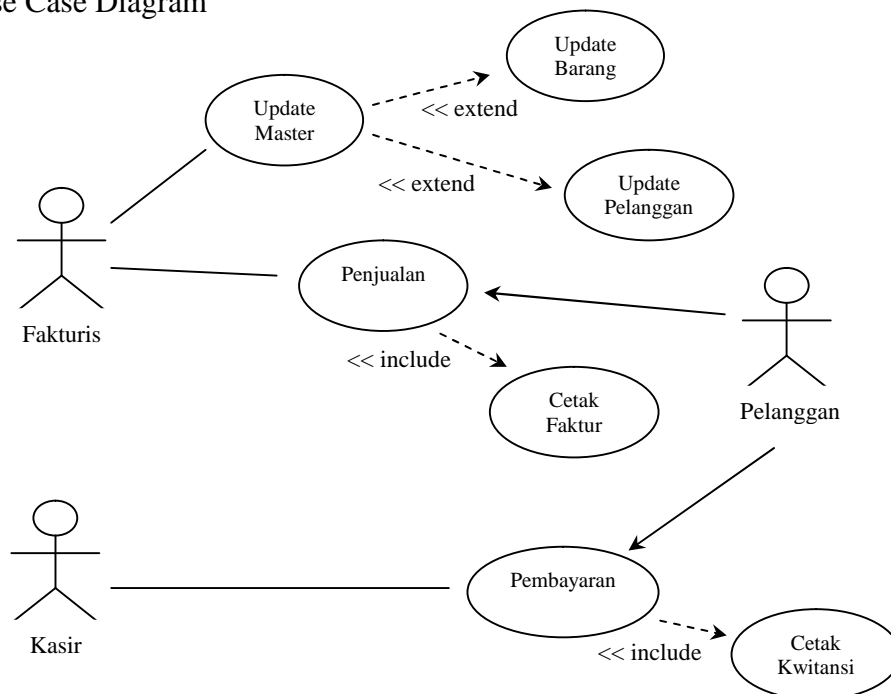 se Case Diagram
Update
Barang
Update
Master
<< extend
<< extend
Update
Pelanggan
Penjualan
Fakturis
<< include
Cetak
Faktur
Pelanggan
Pembayaran
Kasir
<< include
Cetak
Kwitansi